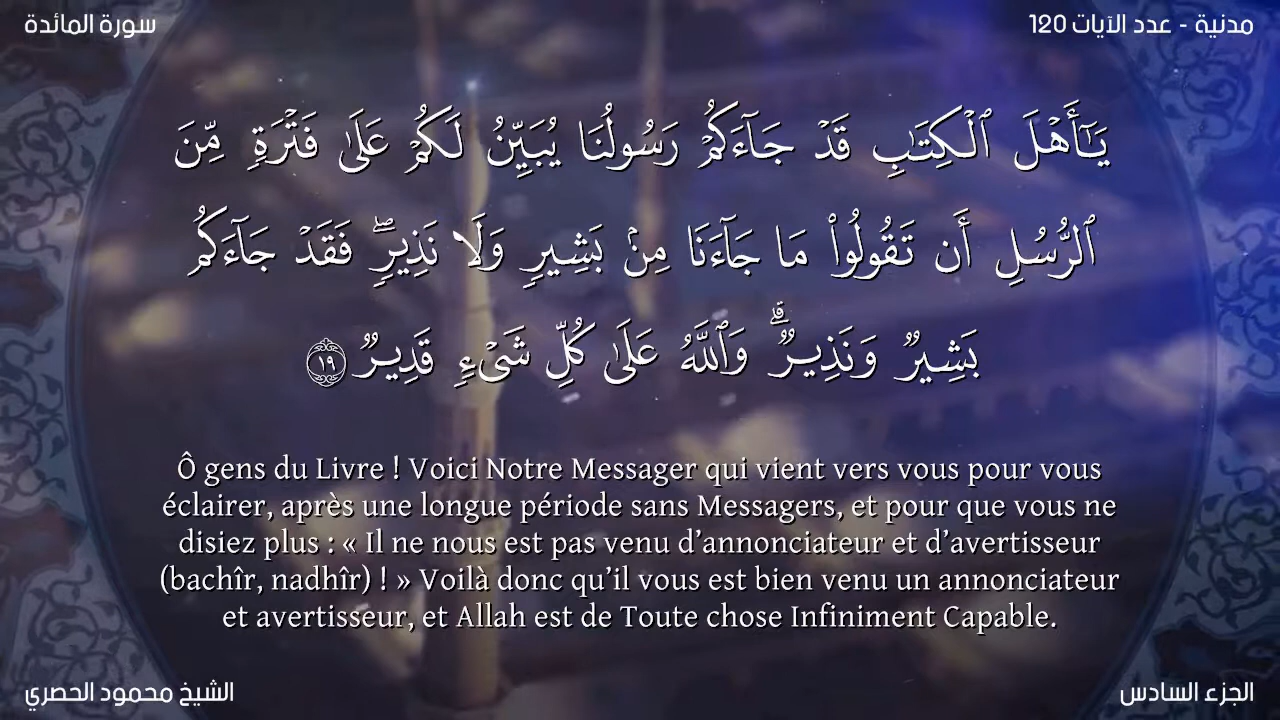 سورة المائدة
مدنية - عدد الآيات 120
يَـٰٓأَهْلَ ٱلْكِتَـٰبِ قَدْ جَآءَكُمْ رَسُولُنَا يُبَيِّنُ لَكُمْ عَلَىٰ فَتْرَةٍ مِّنَ
ٱلرُّسُلِ أَن تَقُولُوا۟ مَا جَآءَنَا مِنۢ بَشِيرٍ وَلَا نَذِيرٍ ۖ فَقَدْ جَآءَكُم
بَشِيرٌ وَنَذِيرٌ ۗ وَٱللَّهُ عَلَىٰ كُلِّ شَىْءٍ قَدِيرٌ ١٩
Ô gens du Livre ! Voici Notre Messager qui vient vers vous pour vous
éclairer, après une longue période sans Messagers, et pour que vous ne
disiez plus : « Il ne nous est pas venu d’annonciateur et d’avertisseur
(bachîr, nadhîr) ! » Voilà donc qu’il vous est bien venu un annonciateur
et avertisseur, et Allah est de Toute chose Infiniment Capable.
الشيخ محمود الحصري
الجزء السادس